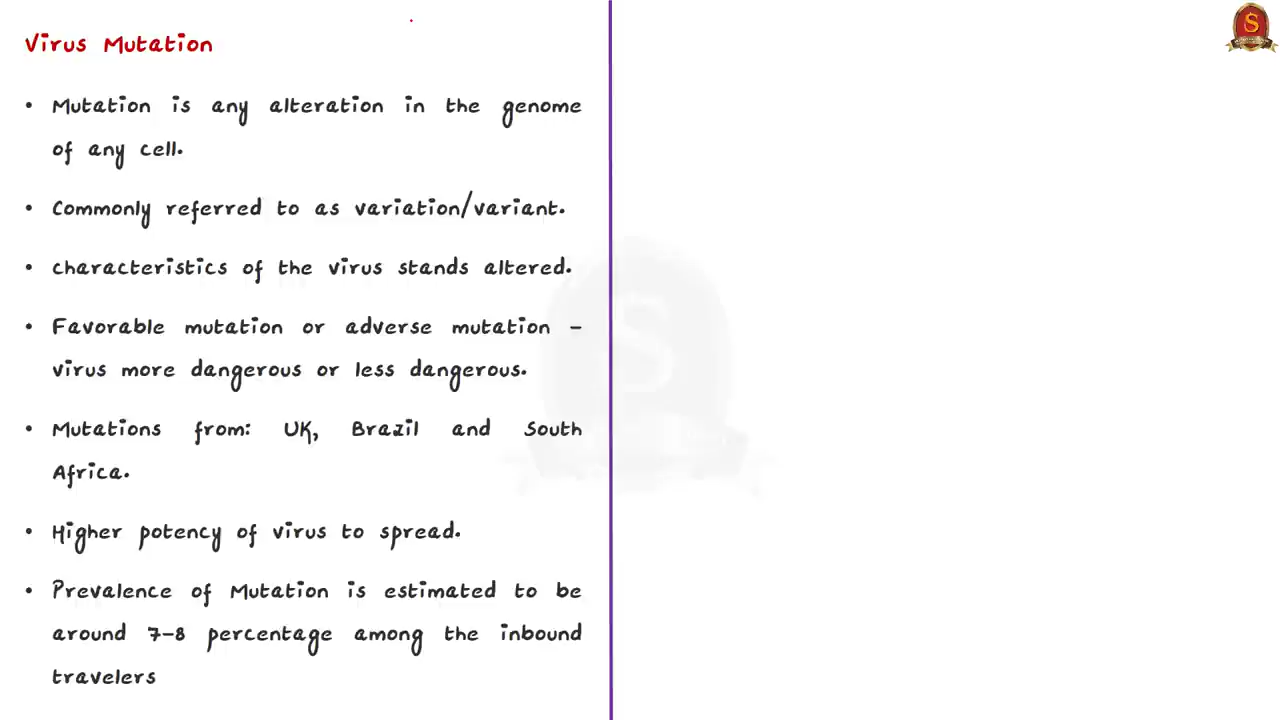 Virus Mutation
• Mutation is any alteration in the genome
of any cell.
• Commonly referred to as variation/variant.
• characteristics of the virus stands altered.
• Favorable mutation or adverse mutation –
virus more dangerous or less dangerous.
• Mutations from: UK, Brazil and South
Africa.
• Higher potency of virus to spread.
• Prevalence of Mutation is estimated to be
around 7-8 percentage among the inbound
travelers
S
S